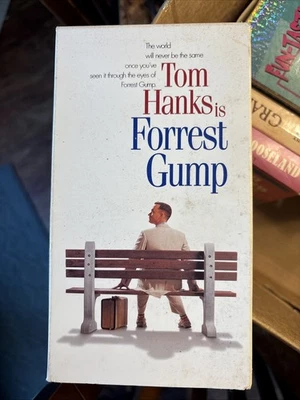 The world
will never be the same
once you've
seen it through the eyes of
Forrest Gump.
Tom
Hanks is
Forrest
Gump